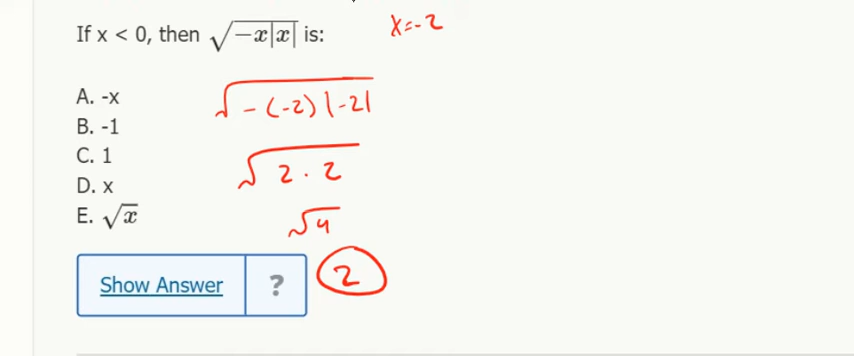 If x < 0, then √(−x|x|) is:
x=-2
A. -x
B. -1
C. 1
D. x
E. √x
√(-(-2)|-2|)
√(2·2)
√4
2
Show Answer
?